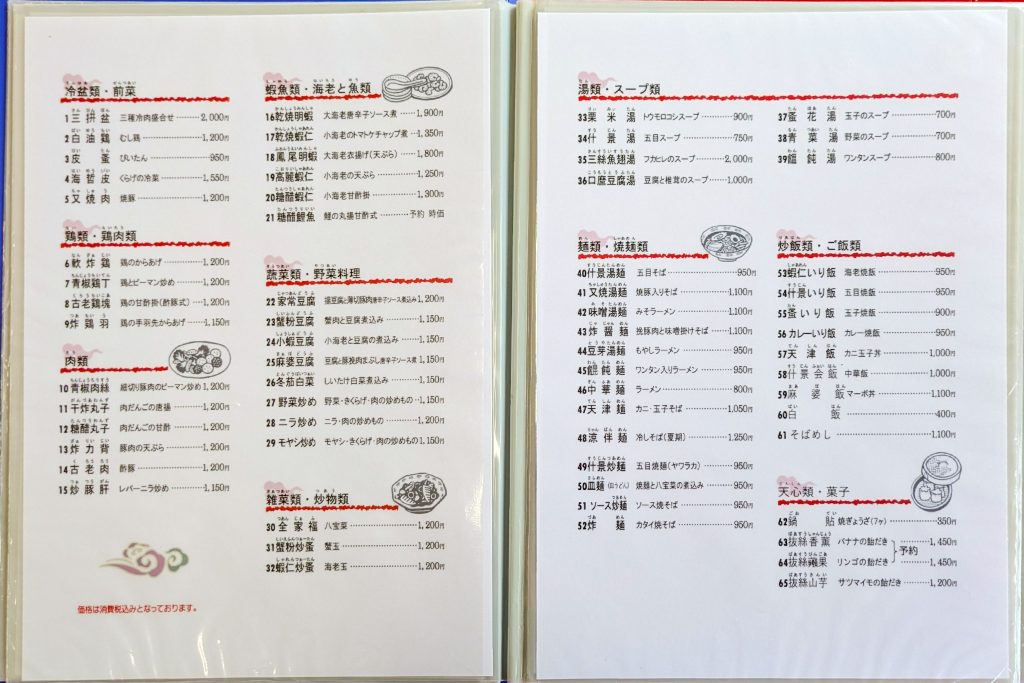 冷盆類・前菜
1 三拼盆 三種冷肉盛合せ 2,000円
2 白油鶏 むし鶏 1,200円
3 皮蛋 ぴいたん 950円
4 海哲皮 くらげの冷菜 1,550円
5 叉焼肉 焼豚 1,200円
鶏類・鶏肉類
6 軟炸鶏 鶏のからあげ 1,200円
7 青椒鶏丁 鶏とピーマン炒め 1,200円
8 古老鶏塊 鶏の甘酢掛(酢豚式) 1,200円
9 炸鶏羽 鶏の手羽先からあげ 1,150円
肉類
10 青椒肉絲 細切り豚肉のピーマン炒め 1,200円
11 干炸丸子 肉だんごの唐揚 1,200円
12 糖醋丸子 肉だんごの甘酢 1,200円
13 炸力背 豚肉の天ぷら 1,200円
14 古老肉 酢豚 1,200円
15 炒豚肝 レバーニラ炒め 1,150円
価格は消費税込みとなっております。
蝦魚類・海老と魚類
16 乾焼明蝦 大海老唐辛子ソース煮 1,900円
17 乾焼蝦仁 小海老のトマトケチャップ煮 1,350円
18 鳳尾明蝦 大海老衣揚げ(天ぷら) 1,800円
19 高麗蝦仁 小海老の天ぷら 1,250円
20 糖醋蝦仁 小海老甘酢掛 1,300円
21 糖醋鯉魚 鯉の丸揚甘酢式 予約 時価
蔬菜類・野菜料理
22 家常豆腐 揚豆腐と薄切豚肉唐辛子ソース煮込み 1,200円
23 蟹粉豆腐 蟹肉と豆腐煮込み 1,150円
24 小蝦豆腐 小海老と豆腐の煮込み 1,150円
25 麻婆豆腐 豆腐と豚挽肉まぶし唐辛子ソース煮 1,150円
26 冬茄白菜 しいたけ白菜煮込み 1,150円
27 野菜炒め 野菜・きくらげ・肉の炒めもの 1,150円
28 ニラ炒め ニラ・肉の炒めもの 1,150円
29 モヤシ炒め モヤシ・きくらげ・肉の炒めもの 1,150円
雑菜類・炒物類
30 全家福 八宝菜 1,200円
31 蟹粉炒蛋 蟹玉 1,200円
32 蝦仁炒蛋 海老玉 1,200円
湯類・スープ類
33 栗米湯 トウモロコシスープ 900円
34 什景湯 五目スープ 750円
35 三絲魚翅湯 フカヒレのスープ 2,000円
36 口蘑豆腐湯 豆腐と椎茸のスープ 1,000円
37 蛋花湯 玉子のスープ 700円
38 青菜湯 野菜のスープ 700円
39 餛飩湯 ワンタンスープ 800円
麺類・焼麺類
40 什景湯麺 五目そば 950円
41 叉焼湯麺 焼豚入りそば 1,100円
42 味噌湯麺 みそラーメン 1,100円
43 炸醤麺 挽豚肉と味噌掛けそば 1,100円
44 豆芽湯麺 もやしラーメン 950円
45 餛飩麺 ワンタン入りラーメン 950円
46 中華麺 ラーメン 800円
47 天津麺 カニ・玉子そば 1,050円
48 涼伴麺 冷しそば(夏期) 1,250円
49 什景炒麺 五目焼麺(ヤワラカ) 950円
50 皿麺(皿うどん) 焼麺と八宝菜の煮込み 950円
51 ソース炒麺 ソース焼そば 950円
52 炸麺 カタイ焼そば 950円
炒飯類・ご飯類
53 蝦仁いり飯 海老焼飯 950円
54 什景いり飯 五目焼飯 950円
55 蛋いり飯 玉子焼飯 900円
56 カレーいり飯 カレー焼飯 950円
57 天津飯 カニ玉子丼 1,000円
58 什景会飯 中華飯 1,000円
59 麻婆飯 マーボ丼 1,100円
60 白飯 400円
61 そばめし 1,100円
天心類・菓子
62 鍋貼 焼ぎょうざ(7ヶ) 350円
63 抜絲香蕉 バナナの飴だき 予約 1,450円
64 抜絲蘋果 リンゴの飴だき 1,450円
65 抜絲山芋 サツマイモの飴だき 1,200円